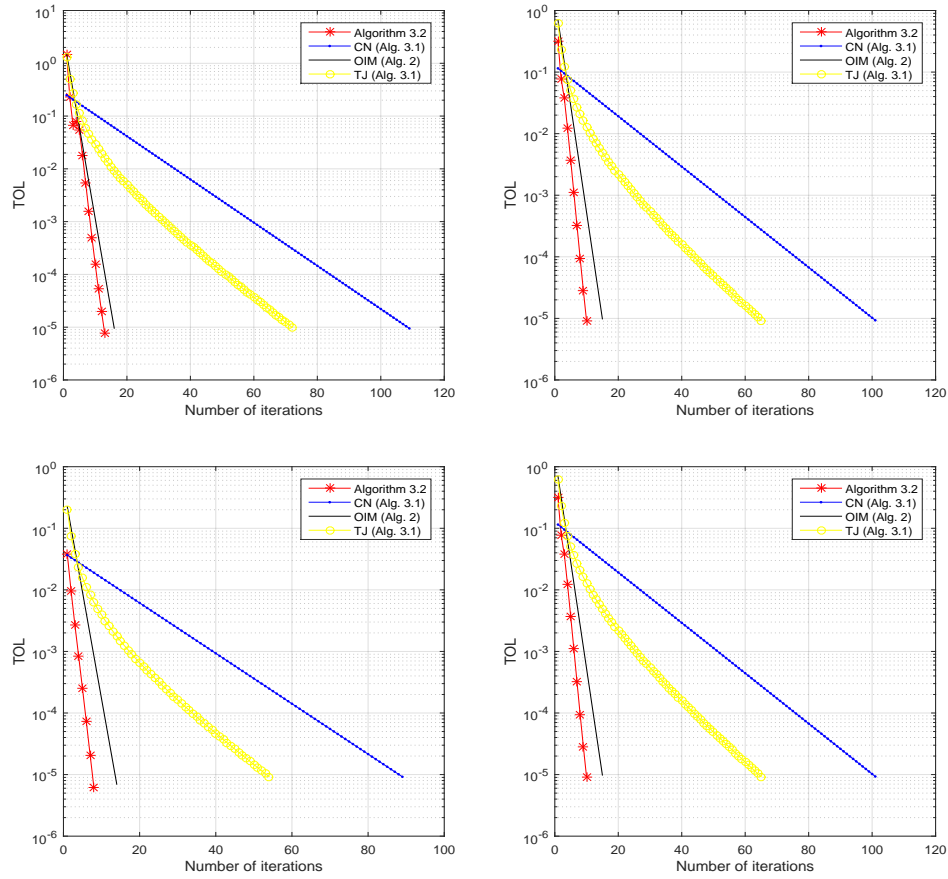 10^2
10^1
10^0
10^-1
10^-2
10^-3
10^-4
10^-5
10^-6
TOL
0 20 40 60 80 100 120
Number of iterctions
Algorithm 3.2
CN (Alg. 3.1)
OIM (Alg. 2)
TJ (Alg. 3.1)
10^0
10^-1
10^-2
10^-3
10^-4
10^-5
10^-6
TOL
0 20 40 60 80 100 120
Number of iterctions
Algorithm 3.2
CN (Alg. 3.1)
OIM (Alg. 2)
TJ (Alg. 3.1)
10^0
10^-1
10^-2
10^-3
10^-4
10^-5
10^-6
TOL
0 20 40 60 80 100
Number of iterctions
Algorithm 3.2
CN (Alg. 3.1)
OIM (Alg. 2)
TJ (Alg. 3.1)
10^0
10^-1
10^-2
10^-3
10^-4
10^-5
10^-6
TOL
0 20 40 60 80 100 120
Number of iterctions
Algorithm 3.2
CN (Alg. 3.1)
OIM (Alg. 2)
TJ (Alg. 3.1)